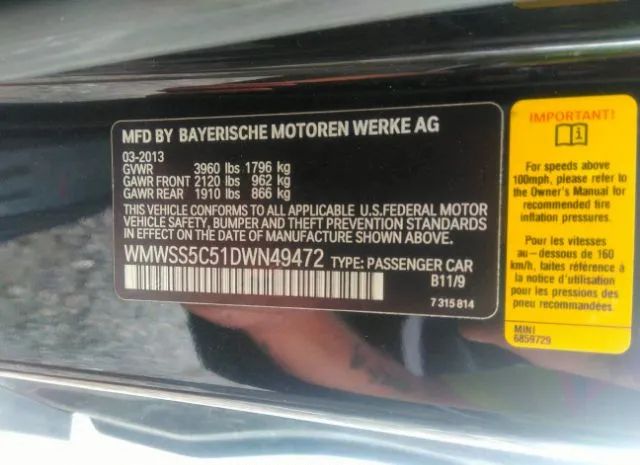 MFD BY BAYERISCHE MOTOREN WERKE AG
03-2013
GVWR 3960 lbs 1796 kg
GAWR FRONT 2120 lbs 962 kg
GAWR REAR 1910 lbs 866 kg
THIS VEHICLE CONFORMS TO ALL APPLICABLE U.S.FEDERAL MOTOR
VEHICLE SAFETY, BUMPER AND THEFT PREVENTION STANDARDS
IN EFFECT ON THE DATE OF MANUFACTURE SHOWN ABOVE.
WMWSS5C51DWN49472 TYPE: PASSENGER CAR
B11/9
7 315 814
IMPORTANT!
For speeds above
100mph, please refer to
the Owner's Manual for
recommended tire
inflation pressures.
Pour les vitesses
au-dessous de 160
km/h, faites référence à
la notice d'utilisation
pour les pressions des
pneu recommandées.
MINI
6859729